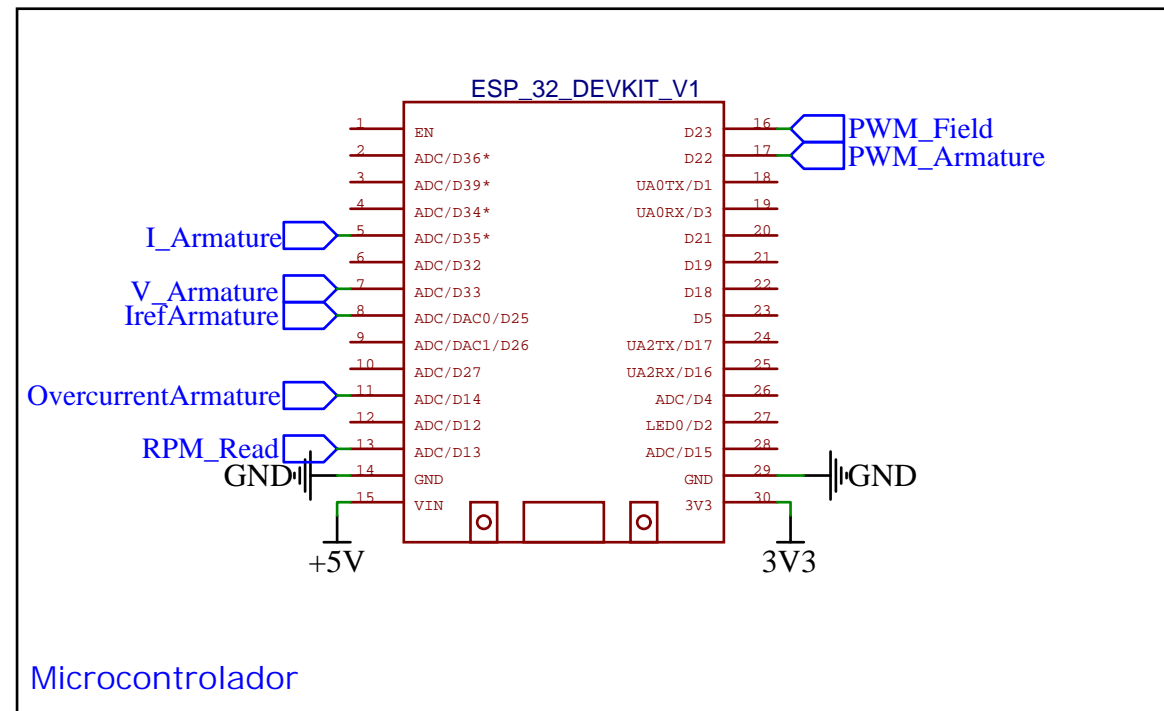 ESP_32_DEVKIT_V1
1 EN D23 16 PWM_Field
2 ADC/D36* D22 17 PWM_Armature
3 ADC/D39* UA0TX/D1 18
4 ADC/D34* UA0RX/D3 19
I_Armature 5 ADC/D35* D21 20
6 ADC/D32 D19 21
V_Armature 7 ADC/D33 D18 22
IrefArmature 8 ADC/DAC0/D25 D5 23
9 ADC/DAC1/D26 UA2TX/D17 24
10 ADC/D27 UA2RX/D16 25
OvercurrentArmature 11 ADC/D14 ADC/D4 26
12 ADC/D12 LED0/D2 27
RPM_Read 13 ADC/D13 ADC/D15 28
GND 14 GND GND 29 GND
15 VIN 3V3 30
+5V 3V3
Microcontrolador